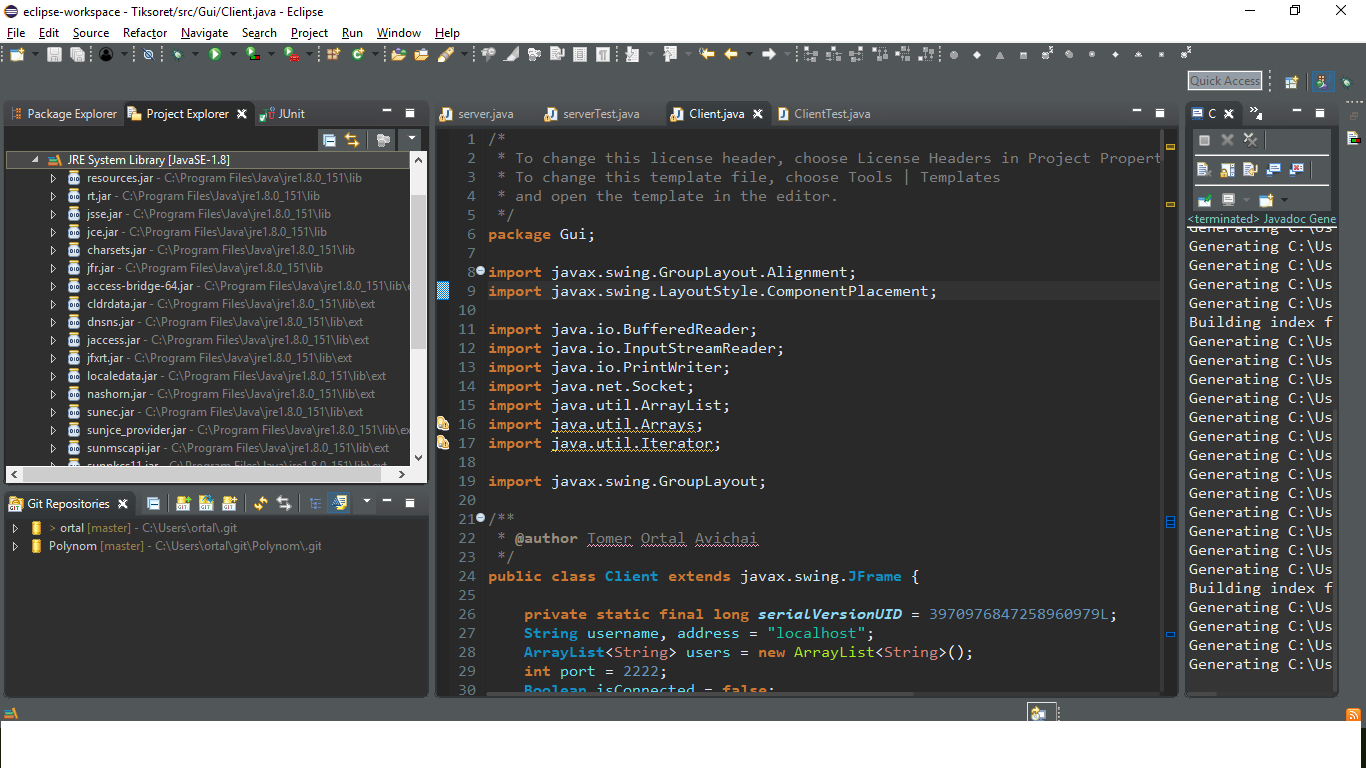 eclipse-workspace - Tiksoret/src/Gui/Client.java - Eclipse
File Edit Source Refactor Navigate Search Project Run Window Help
Quick Access
Package Explorer Project Explorer JUnit
JRE System Library [JavaSE-1.8]
resources.jar - C:\Program Files\Java\jre1.8.0_151\lib
rt.jar - C:\Program Files\Java\jre1.8.0_151\lib
jsse.jar - C:\Program Files\Java\jre1.8.0_151\lib
jce.jar - C:\Program Files\Java\jre1.8.0_151\lib
charsets.jar - C:\Program Files\Java\jre1.8.0_151\lib
jfr.jar - C:\Program Files\Java\jre1.8.0_151\lib
access-bridge-64.jar - C:\Program Files\Java\jre1.8.0_151\lib\
cldrdata.jar - C:\Program Files\Java\jre1.8.0_151\lib\ext
dnsns.jar - C:\Program Files\Java\jre1.8.0_151\lib\ext
jaccess.jar - C:\Program Files\Java\jre1.8.0_151\lib\ext
jfxrt.jar - C:\Program Files\Java\jre1.8.0_151\lib\ext
localedata.jar - C:\Program Files\Java\jre1.8.0_151\lib\ext
nashorn.jar - C:\Program Files\Java\jre1.8.0_151\lib\ext
sunec.jar - C:\Program Files\Java\jre1.8.0_151\lib\ext
sunjce_provider.jar - C:\Program Files\Java\jre1.8.0_151\lib\ex
sunmscapi.jar - C:\Program Files\Java\jre1.8.0_151\lib\ext
sunpkcs11.jar - C:\Program Files\Java\jre1.8.0_151\lib\ext
Git Repositories
> ortal [master] - C:\Users\ortal\.git
Polynom [master] - C:\Users\ortal\git\Polynom\.git
server.java serverTest.java Client.java ClientTest.java
1 /*
2 * To change this license header, choose License Headers in Project Propert
3 * To change this template file, choose Tools | Templates
4 * and open the template in the editor.
5 */
6 package Gui;
7
8 import javax.swing.GroupLayout.Alignment;
9 import javax.swing.LayoutStyle.ComponentPlacement;
10
11 import java.io.BufferedReader;
12 import java.io.InputStreamReader;
13 import java.io.PrintWriter;
14 import java.net.Socket;
15 import java.util.ArrayList;
16 import java.util.Arrays;
17 import java.util.Iterator;
18
19 import javax.swing.GroupLayout;
20
21 /**
22 * @author Tomer Ortal Avichai
23 */
24 public class Client extends javax.swing.JFrame {
25
26 private static final long serialVersionUID = 3970976847258960979L;
27 String username, address = "localhost";
28 ArrayList<String> users = new ArrayList<String>();
29 int port = 2222;
30 Boolean isConnected = false;
C
4
<terminated> Javadoc Gene
Generating C:\Us
Generating C:\Us
Generating C:\Us
Generating C:\Us
Generating C:\Us
Building index f
Generating C:\Us
Generating C:\Us
Generating C:\Us
Generating C:\Us
Generating C:\Us
Generating C:\Us
Generating C:\Us
Generating C:\Us
Generating C:\Us
Generating C:\Us
Generating C:\Us
Generating C:\Us
Generating C:\Us
Building index f
Generating C:\Us
Generating C:\Us
Generating C:\Us
Generating C:\Us